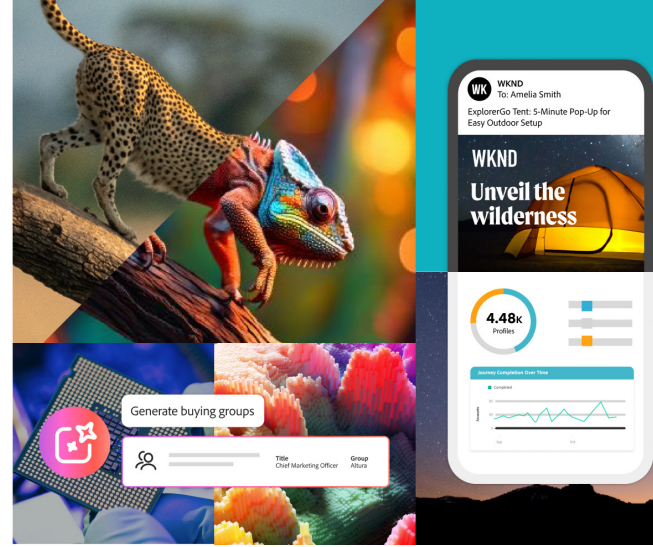 WK
WKND
To: Amelia Smith
ExplorerGo Tent: 5-Minute Pop-Up for
Easy Outdoor Setup
WKND
Unveil the
wilderness
4.48K
Profiles
Journey Completion Over Time
Completed
Generate buying groups
Title
Chief Marketing Officer
Group
Altura